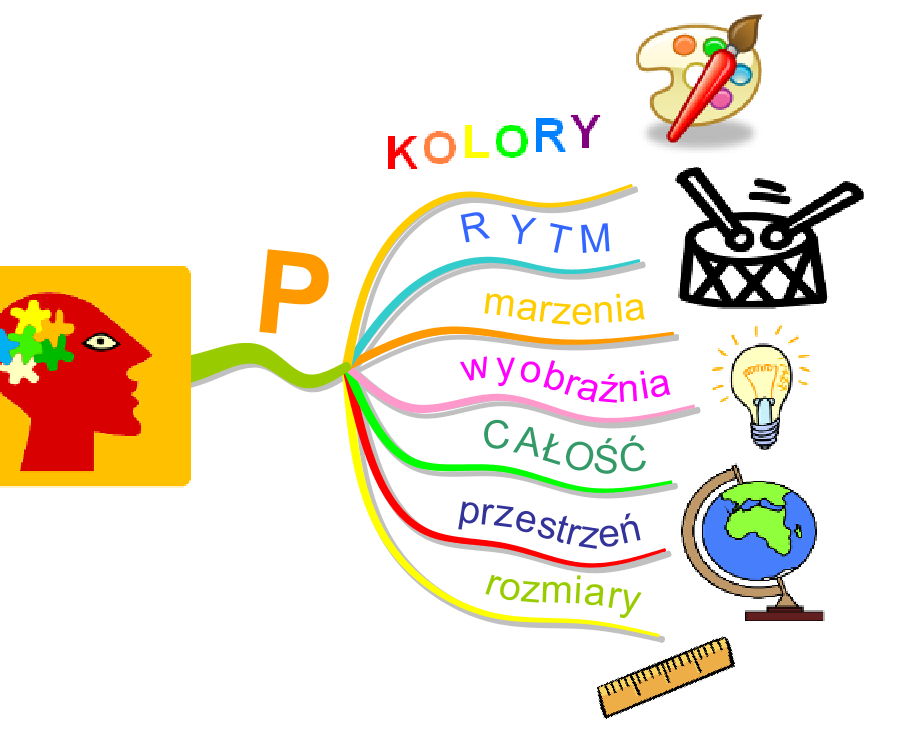 P
KOLORY
RYTM
marzenia
wyobraźnia
CAŁOŚĆ
przestrzeń
rozmiary